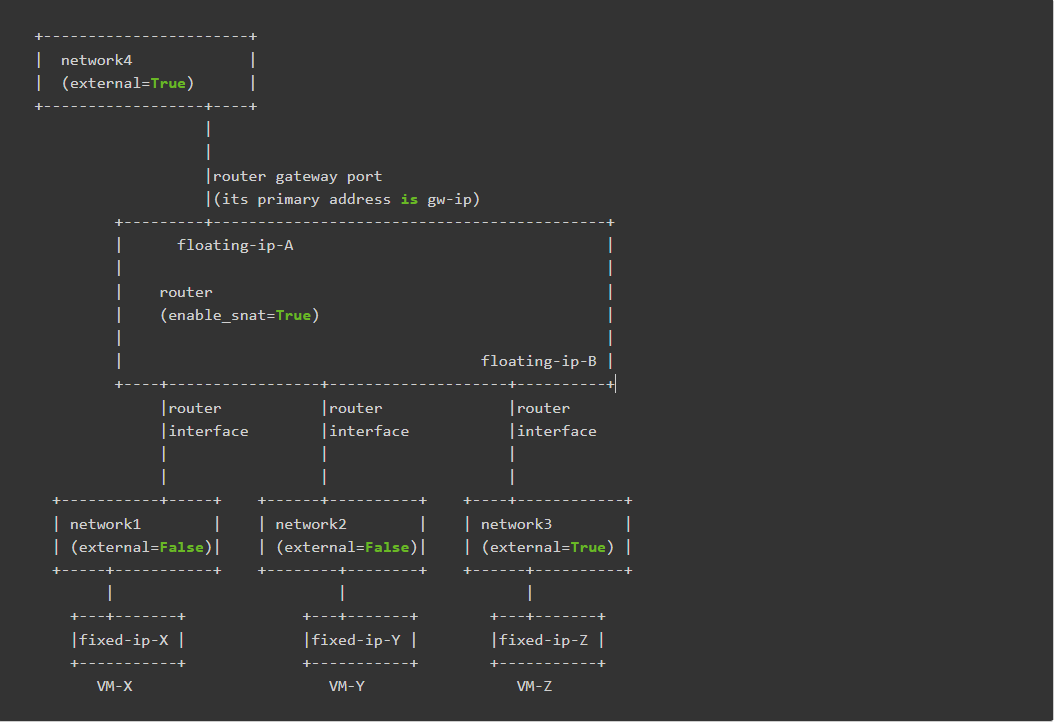 +-----------------------+
|  network4             |
|  (external=True)      |
+------------------+----+
                   |
                   |
                   |router gateway port
                   |(its primary address is gw-ip)
         +---------+--------------------------------------------+
         |      floating-ip-A                                   |
         |                                                      |
         |    router                                            |
         |    (enable_snat=True)                                |
         |                                                      |
         |                                        floating-ip-B |
         +----+-----------------+--------------------+----------+
              |router           |router              |router
              |interface        |interface           |interface
              |                 |                    |
              |                 |                    |
  +-----------+-----+    +------+----------+    +----+------------+
  | network1        |    | network2        |    | network3        |
  | (external=False)|    | (external=False)|    | (external=True) |
  +-----+-----------+    +--------+--------+    +------+----------+
        |                         |                    |
    +---+-------+             +---+-------+        +---+-------+
    |fixed-ip-X |             |fixed-ip-Y |        |fixed-ip-Z |
    +-----------+             +-----------+        +-----------+
       VM-X                      VM-Y                 VM-Z